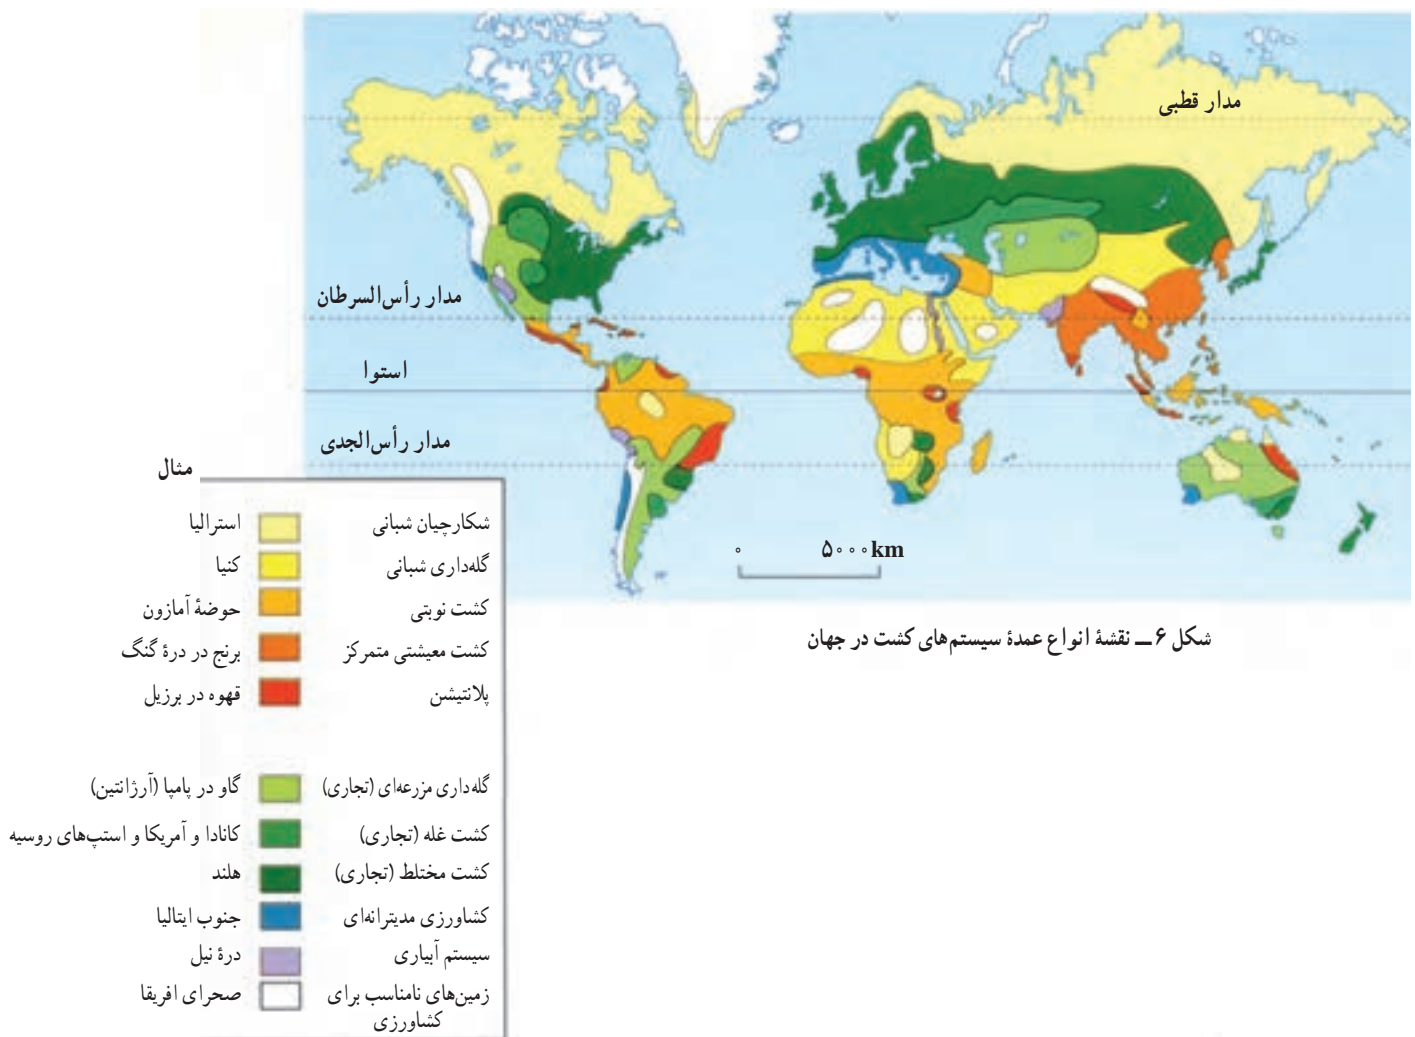 مدار قطبی
مدار رأس‌السرطان
استوا
مدار رأس‌الجدی
۰ ۵۰۰۰km
شکل ۶ــ نقشهٔ انواع عمدهٔ سیستم‌های کشت در جهان
مثال
شکارچیان شبانی استرالیا
گله‌داری شبانی کنیا
کشت نوبتی حوضهٔ آمازون
کشت معیشتی متمرکز برنج در درهٔ گنگ
پلانتیشن قهوه در برزیل
گله‌داری مزرعه‌ای (تجاری) گاو در پامپا (آرژانتین)
کشت غله (تجاری) کانادا و آمریکا و استپ‌های روسیه
کشت مختلط (تجاری) هلند
کشاورزی مدیترانه‌ای جنوب ایتالیا
سیستم آبیاری درهٔ نیل
زمین‌های نامناسب برای صحرای افریقا
کشاورزی